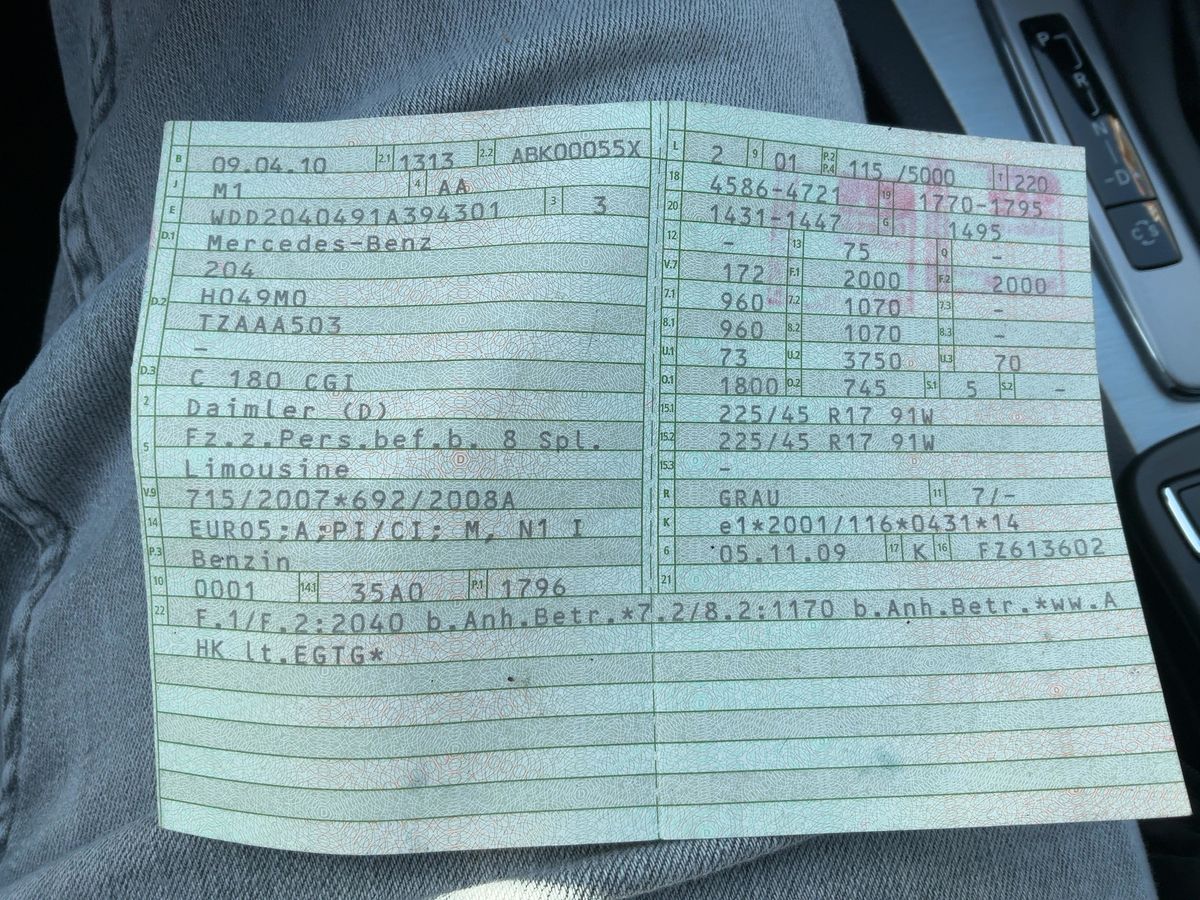 B 09.04.10 2.1 1313 2.2 ABK00055X
J M1 4 AA
E WDD2040491A394301 3 3
D.1 Mercedes-Benz
204
D.2 H049M0
TZAAA503
–
D.3 C 180 CGI
2 Daimler (D)
5 Fz.z.Pers.bef.b. 8 Spl.
Limousine
V.9 715/2007*692/2008A
14 EURO5;A;PI/CI; M, N1 I
P.3 Benzin
10 0001 14.1 35A0 P.1 1796
L 2 9 01 P.2 P.4 115 /5000 T 220
18 4586-4721 19 1770-1795
20 1431-1447 G 1495
12 – 13 75 Q –
V.7 172 F.1 2000 F.2 2000
7.1 960 7.2 1070 7.3 –
8.1 960 8.2 1070 8.3 –
U.1 73 U.2 3750 U.3 70
O.1 1800 O.2 745 S.1 5 S.2 –
15.1 225/45 R17 91W
15.2 225/45 R17 91W
15.3 –
R GRAU 11 7/-
K e1*2001/116*0431*14
6 05.11.09 17 K 16 FZ613602
21
22 F.1/F.2:2040 b.Anh.Betr.*7.2/8.2:1170 b.Anh.Betr.*ww.A
HK lt.EGTG*
P
R
N
D
C
S